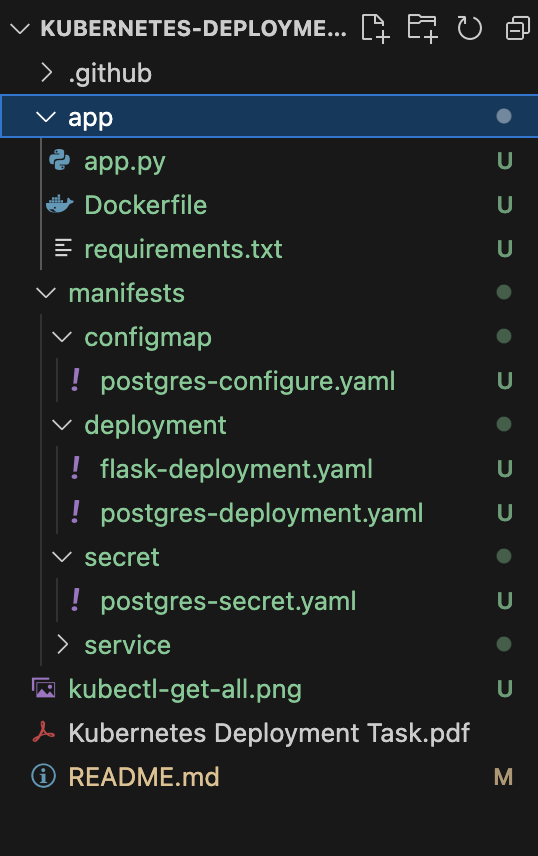 KUBERNETES-DEPLOYME...
.github
app
app.py U
Dockerfile U
requirements.txt U
manifests
configmap
! postgres-configure.yaml U
deployment
! flask-deployment.yaml U
! postgres-deployment.yaml U
secret
! postgres-secret.yaml U
service
kubectl-get-all.png U
Kubernetes Deployment Task.pdf
README.md M